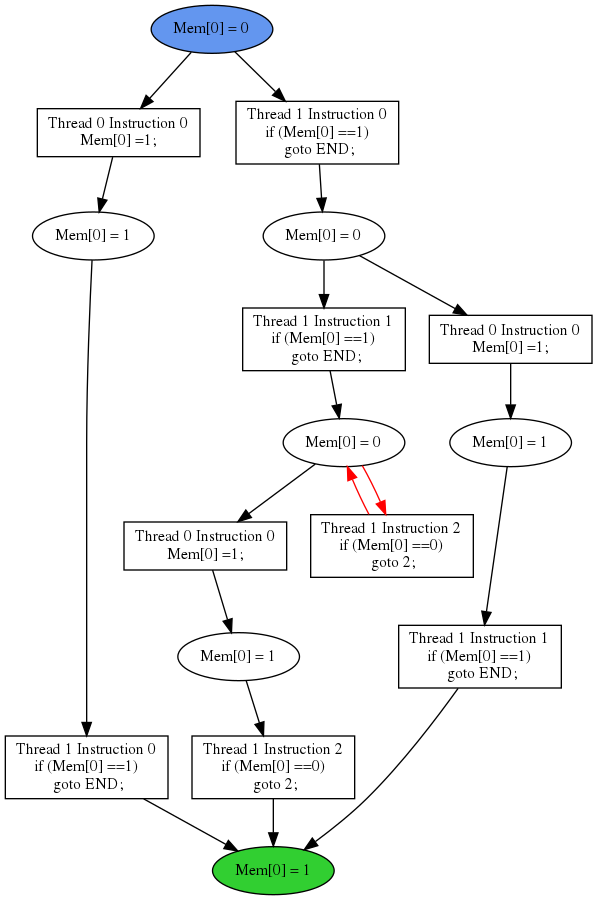 Mem[0] = 0
Thread 0 Instruction 0
Mem[0] =1;
Thread 1 Instruction 0
if (Mem[0] ==1)
goto END;
Mem[0] = 1
Mem[0] = 0
Thread 1 Instruction 1
if (Mem[0] ==1)
goto END;
Thread 0 Instruction 0
Mem[0] =1;
Mem[0] = 0
Mem[0] = 1
Thread 0 Instruction 0
Mem[0] =1;
Thread 1 Instruction 2
if (Mem[0] ==0)
goto 2;
Mem[0] = 1
Thread 1 Instruction 1
if (Mem[0] ==1)
goto END;
Thread 1 Instruction 0
if (Mem[0] ==1)
goto END;
Thread 1 Instruction 2
if (Mem[0] ==0)
goto 2;
Mem[0] = 1